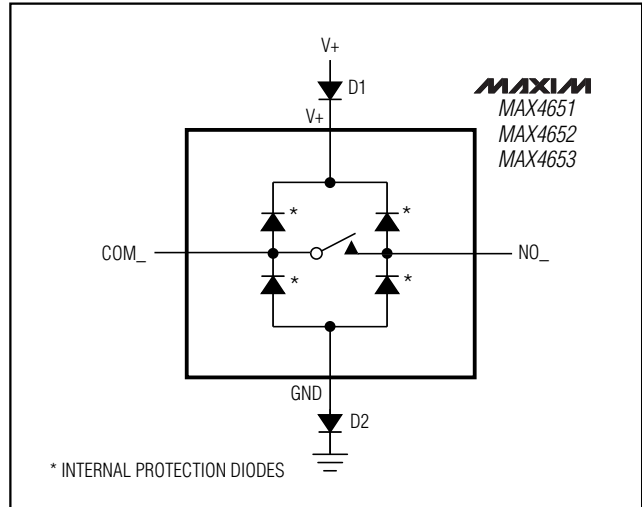 V+
D1
MAXIM
MAX4651
V+
MAX4652
MAX4653
*
*
COM_
NO_
*
*
GND
D2
* INTERNAL PROTECTION DIODES